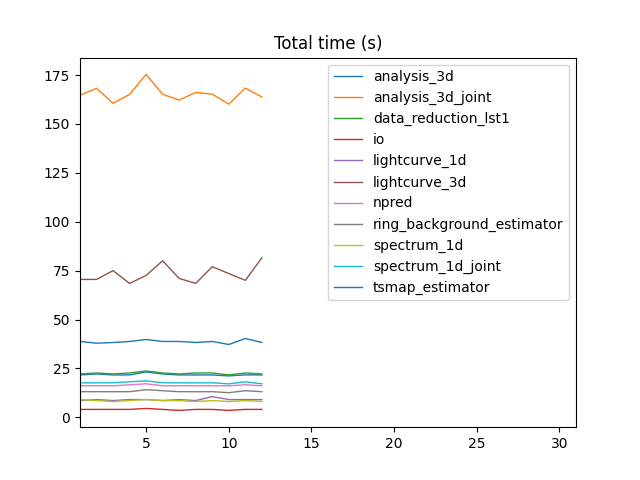 Total time (s)
175
150
125
100
75
50
25
0
analysis_3d
analysis_3d_joint
data_reduction_lst1
io
lightcurve_1d
lightcurve_3d
npred
ring_background_estimator
spectrum_1d
spectrum_1d_joint
tsmap_estimator
5 10 15 20 25 30